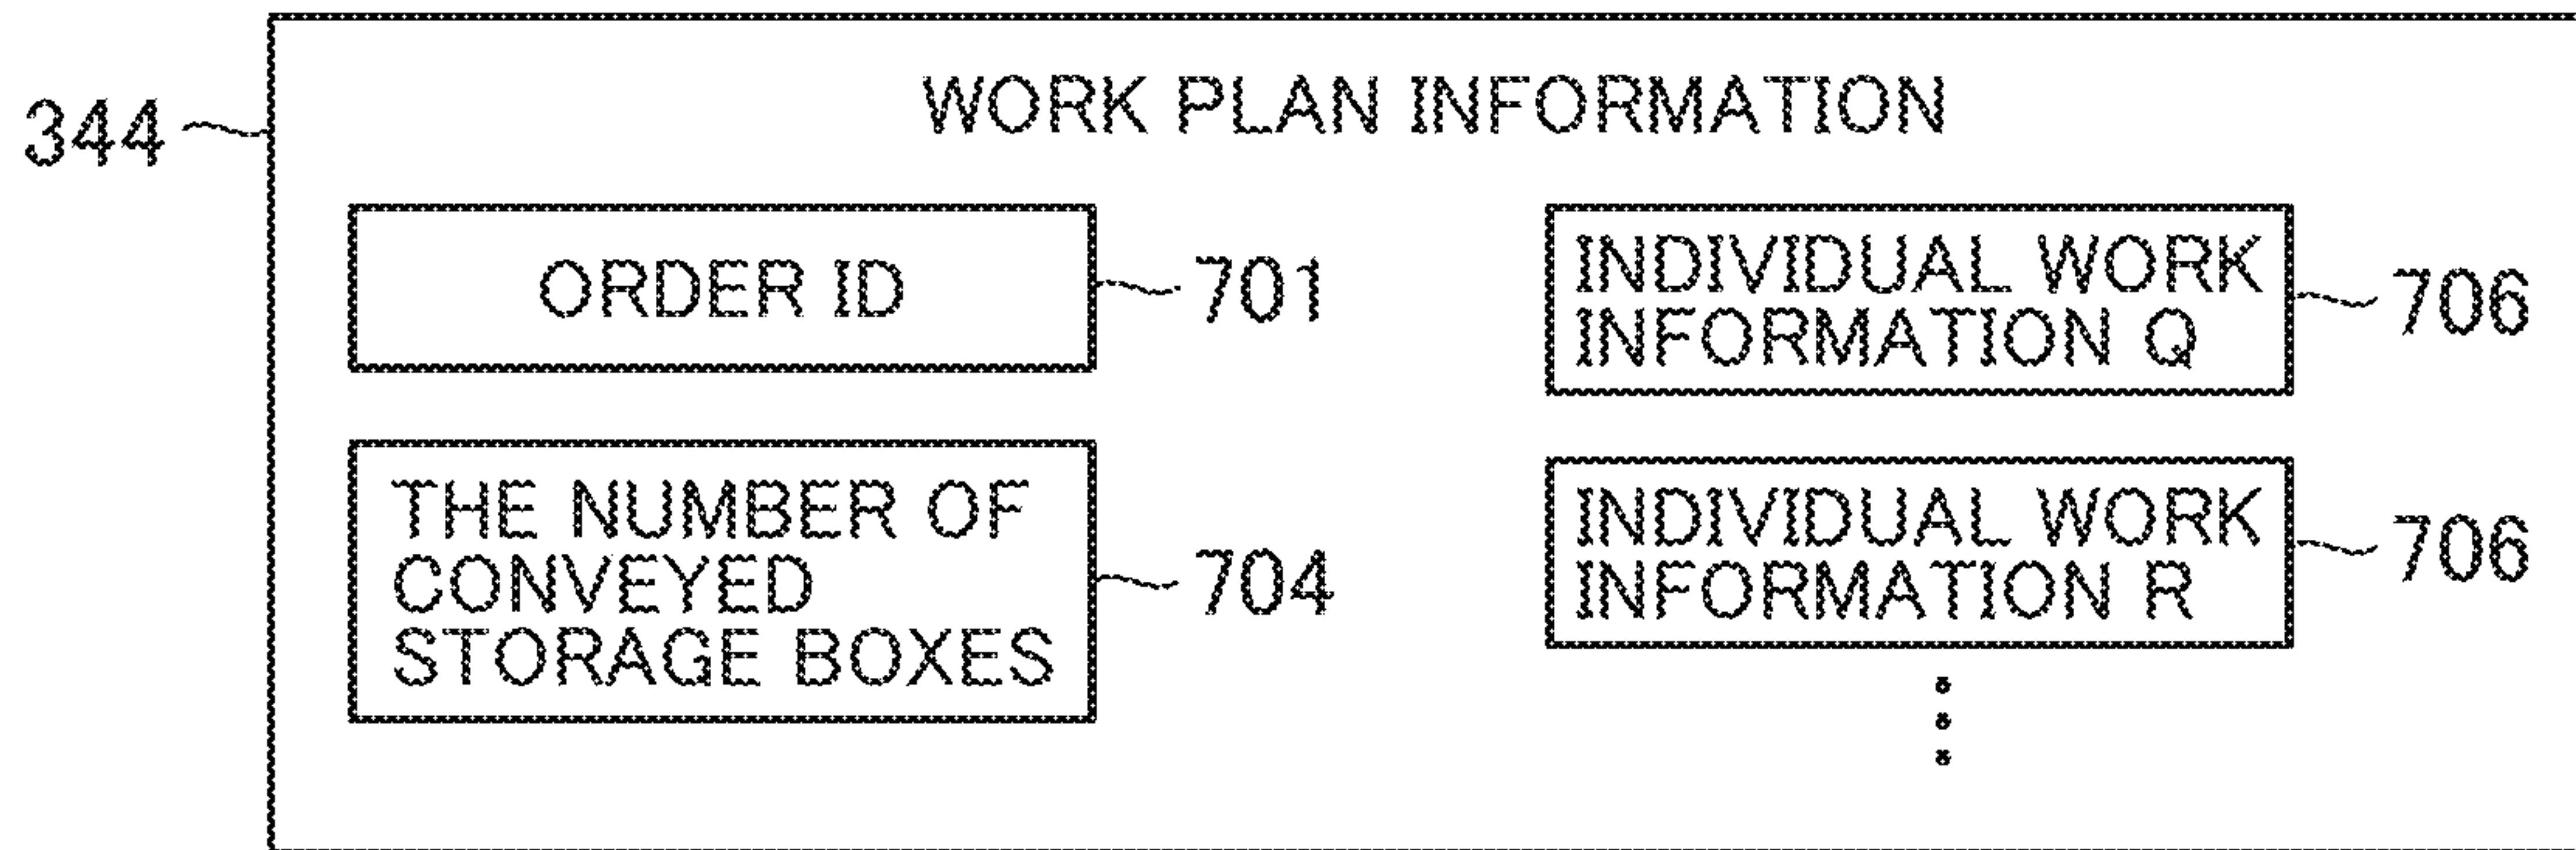 WORK PLAN INFORMATION
344
ORDER ID
701
THE NUMBER OF
CONVEYED
STORAGE BOXES
704
INDIVIDUAL WORK
INFORMATION Q
706
INDIVIDUAL WORK
INFORMATION R
706